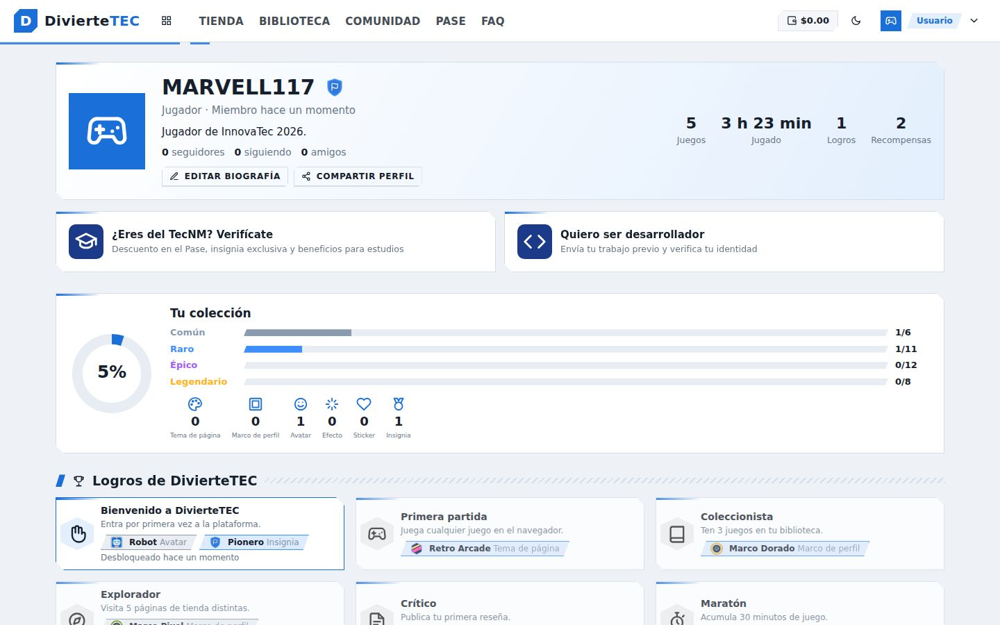 D DivierteTEC TIENDA BIBLIOTECA COMUNIDAD PASE FAQ $0.00 Usuario
MARVELL117
Jugador · Miembro hace un momento
Jugador de InnovaTec 2026.
0 seguidores 0 siguiendo 0 amigos
EDITAR BIOGRAFÍA COMPARTIR PERFIL
5 3 h 23 min 1 2
Juegos Jugado Logros Recompensas
¿Eres del TecNM? Verifícate
Descuento en el Pase, insignia exclusiva y beneficios para estudios
Quiero ser desarrollador
Envía tu trabajo previo y verifica tu identidad
5%
Tu colección
Común 1/6
Raro 1/11
Épico 0/12
Legendario 0/8
0 0 1 0 0 1
Tema de página Marco de perfil Avatar Efecto Sticker Insignia
Logros de DivierteTEC
Bienvenido a DivierteTEC
Entra por primera vez a la plataforma.
Robot Avatar Pionero Insignia
Desbloqueado hace un momento
Primera partida
Juega cualquier juego en el navegador.
Retro Arcade Tema de página
Coleccionista
Ten 3 juegos en tu biblioteca.
Marco Dorado Marco de perfil
Explorador
Visita 5 páginas de tienda distintas.
Marco Pixel Marco de perfil
Crítico
Publica tu primera reseña.
Maratón
Acumula 30 minutos de juego.